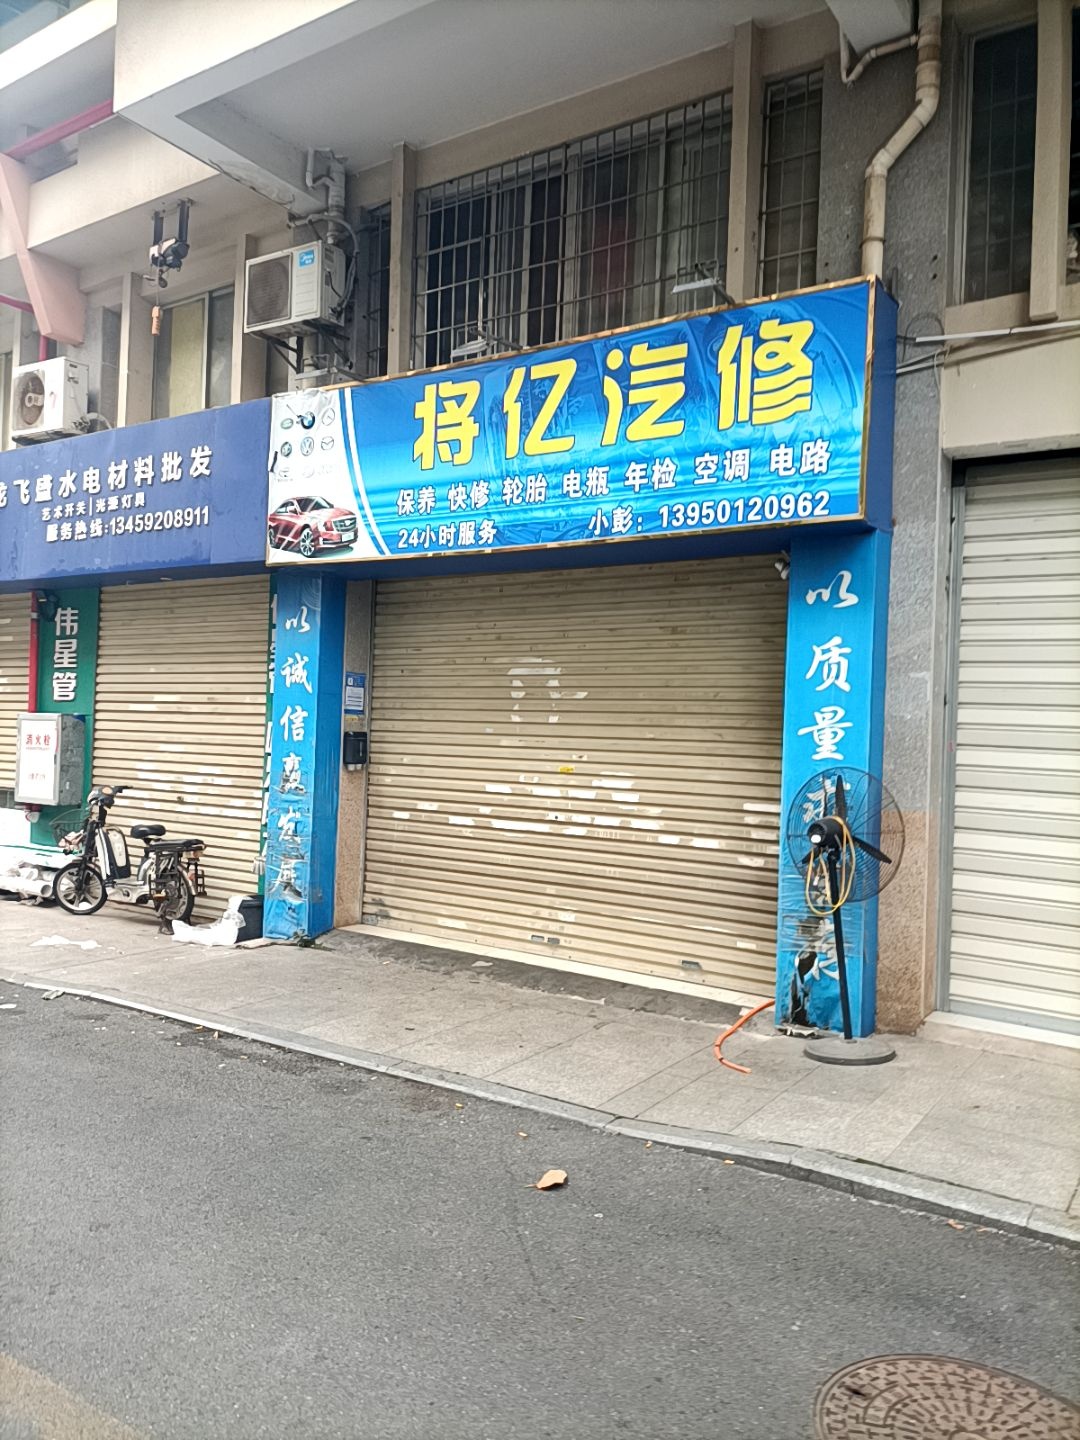 飞盛水电材料批发
艺术开关|光源灯具
服务热线:13459208911
伟星管
消火栓
将亿汽修
保养 快修 轮胎 电瓶 年检 空调 电路
24小时服务
小彭：13950120962
以诚信
发展
以质量